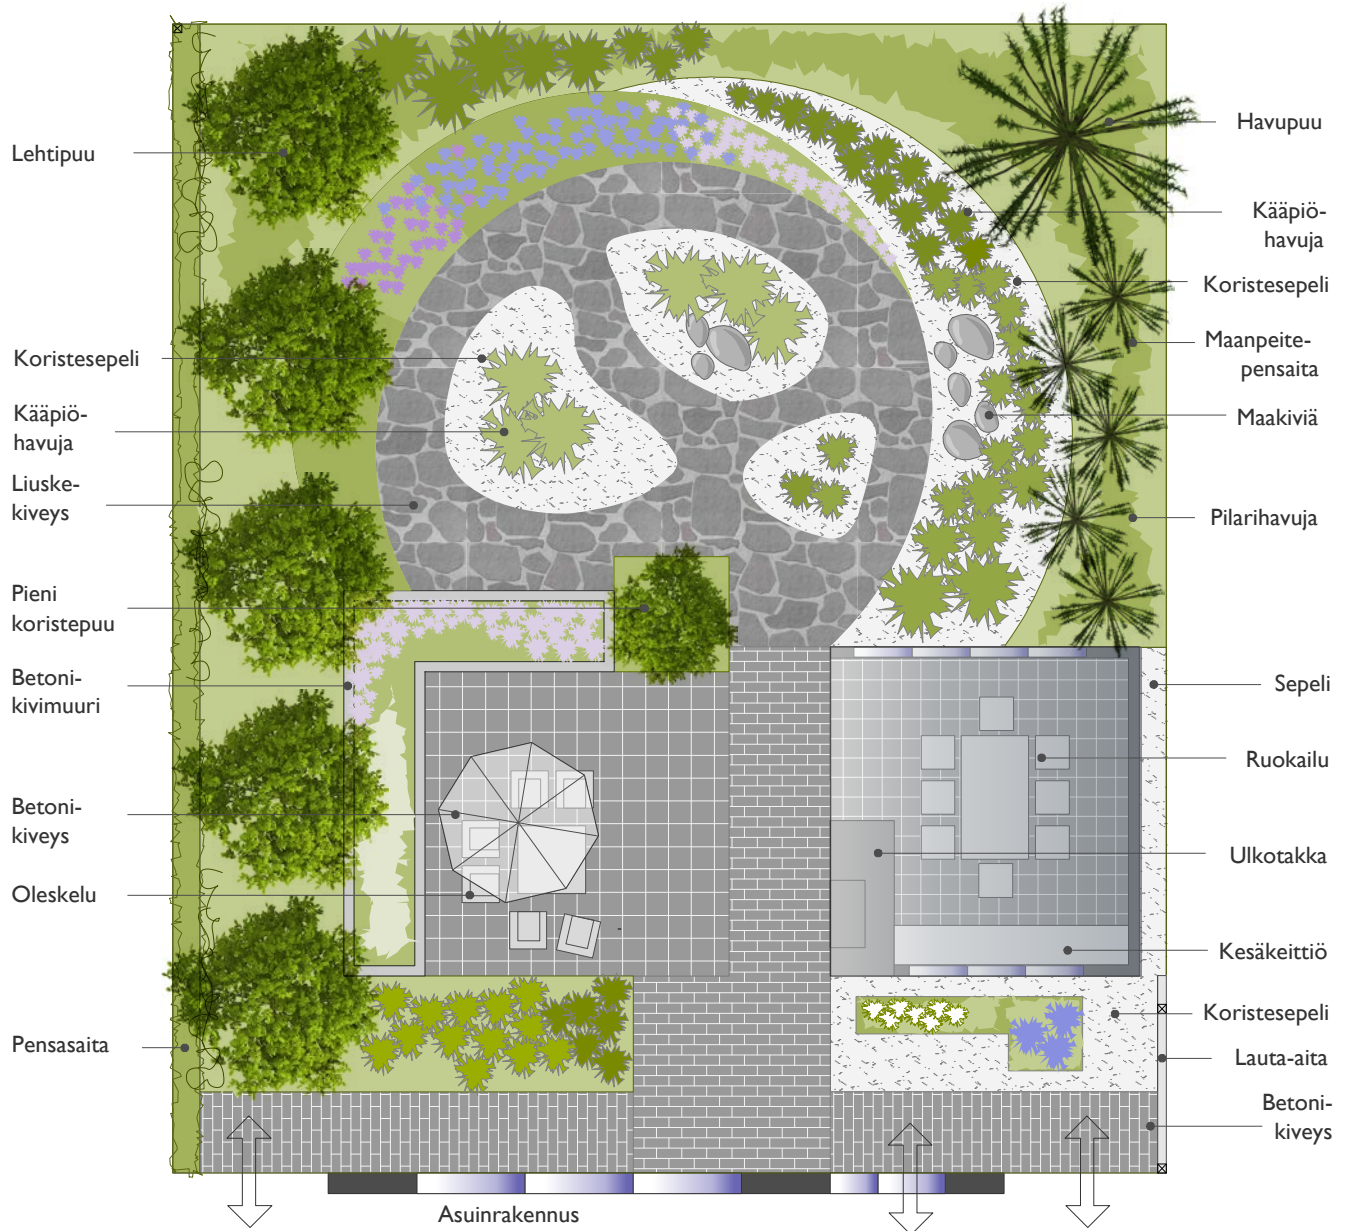 Lehtipuu
Koristesepeli
Kääpiö-
havuja
Liuske-
kiveys
Pieni
koristepuu
Betoni-
kivimuuri
Betoni-
kiveys
Oleskelu
Pensasaita
Havupuu
Kääpiö-
havuja
Koristesepeli
Maanpeite-
pensaita
Maakiviä
Pilarihavuja
Sepeli
Ruokailu
Ulkotakka
Kesäkeittiö
Koristesepeli
Lauta-aita
Betoni-
kiveys
Asuinrakennus